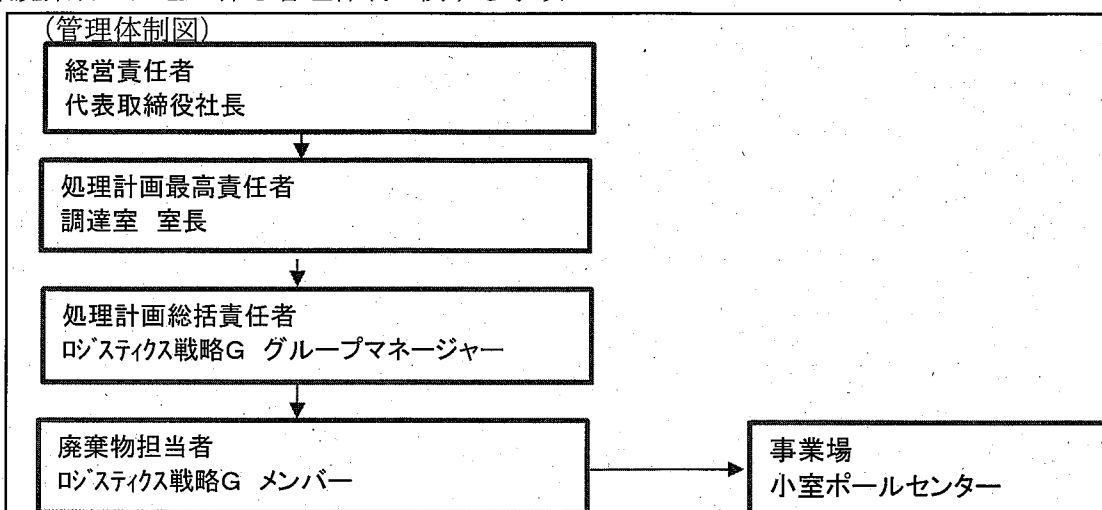 (管理体制図)
経営責任者
代表取締役社長
処理計画最高責任者
調達室 室長
処理計画総括責任者
ﾛｼﾞｽﾃｨｸｽ戦略G グループマネージャー
廃棄物担当者
ﾛｼﾞｽﾃｨｸｽ戦略G メンバー
事業場
小室ポールセンター